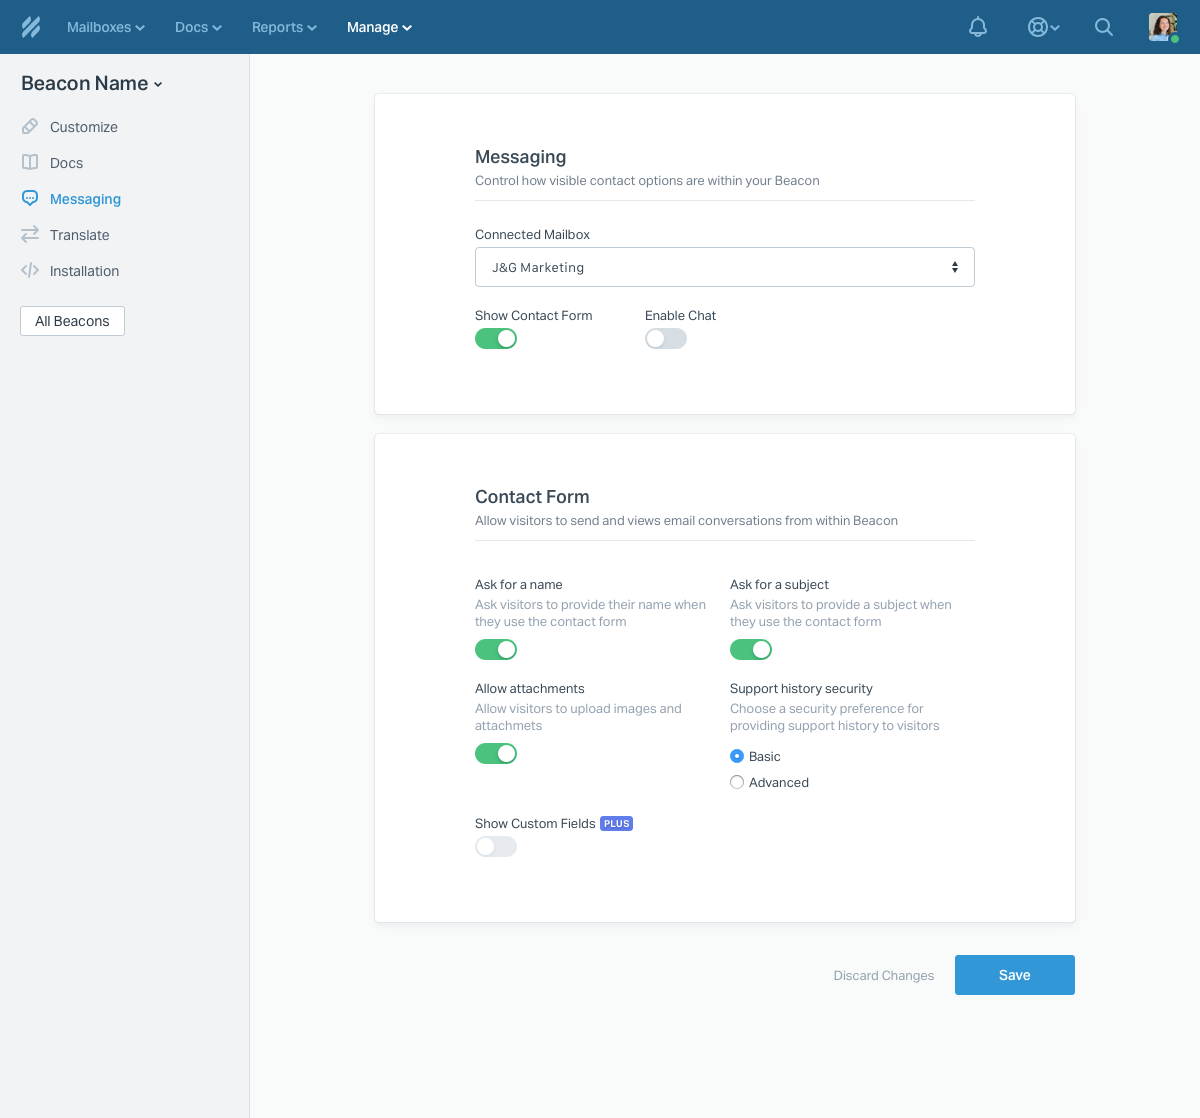 Mailboxes Docs Reports Manage
Beacon Name
Customize
Docs
Messaging
Translate
Installation
All Beacons
Messaging
Control how visible contact options are within your Beacon
Connected Mailbox
J&G Marketing
Show Contact Form Enable Chat
Contact Form
Allow visitors to send and views email conversations from within Beacon
Ask for a name
Ask visitors to provide their name when
they use the contact form
Ask for a subject
Ask visitors to provide a subject when
they use the contact form
Allow attachments
Allow visitors to upload images and
attachmets
Support history security
Choose a security preference for
providing support history to visitors
Basic
Advanced
Show Custom Fields PLUS
Discard Changes Save